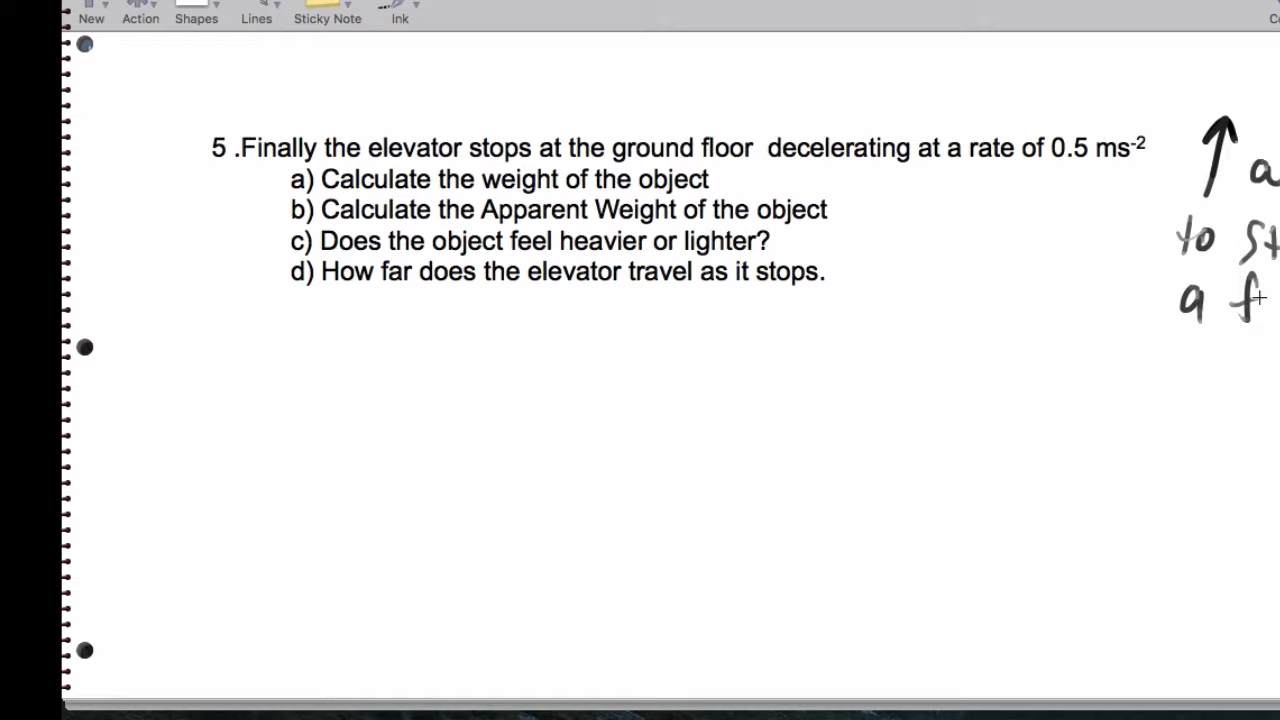 New Action Shapes Lines Sticky Note Ink
5 .Finally the elevator stops at the ground floor decelerating at a rate of 0.5 ms-2
a) Calculate the weight of the object
b) Calculate the Apparent Weight of the object
c) Does the object feel heavier or lighter?
d) How far does the elevator travel as it stops.
a
to st
a f